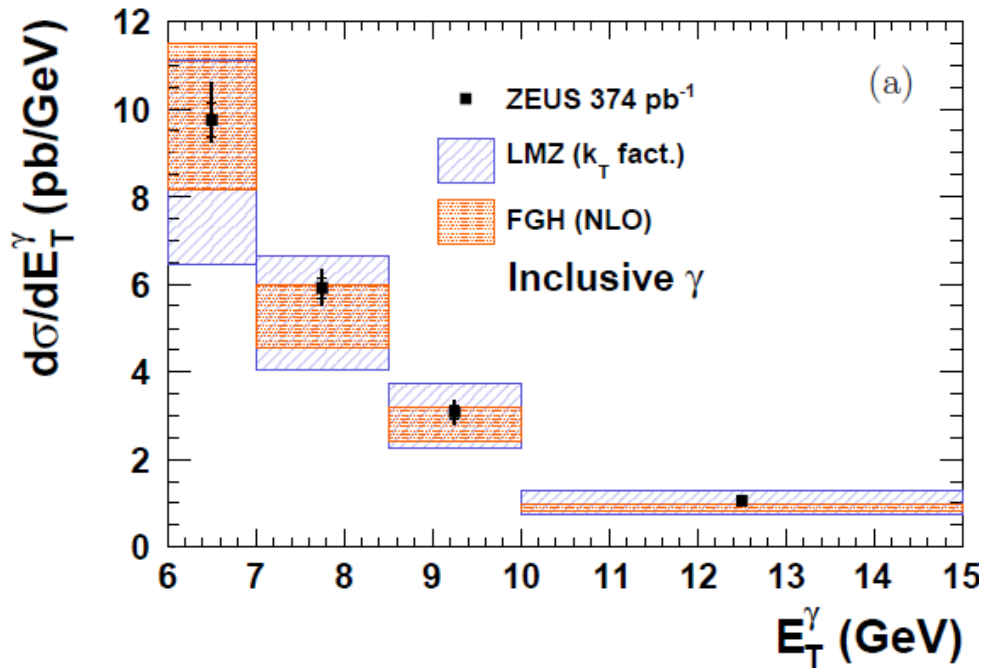 dσ/dE_T^γ (pb/GeV)
12
10
8
6
4
2
0
(a)
ZEUS 374 pb⁻¹
LMZ (k_T fact.)
FGH (NLO)
Inclusive γ
6 7 8 9 10 11 12 13 14 15
E_T^γ (GeV)